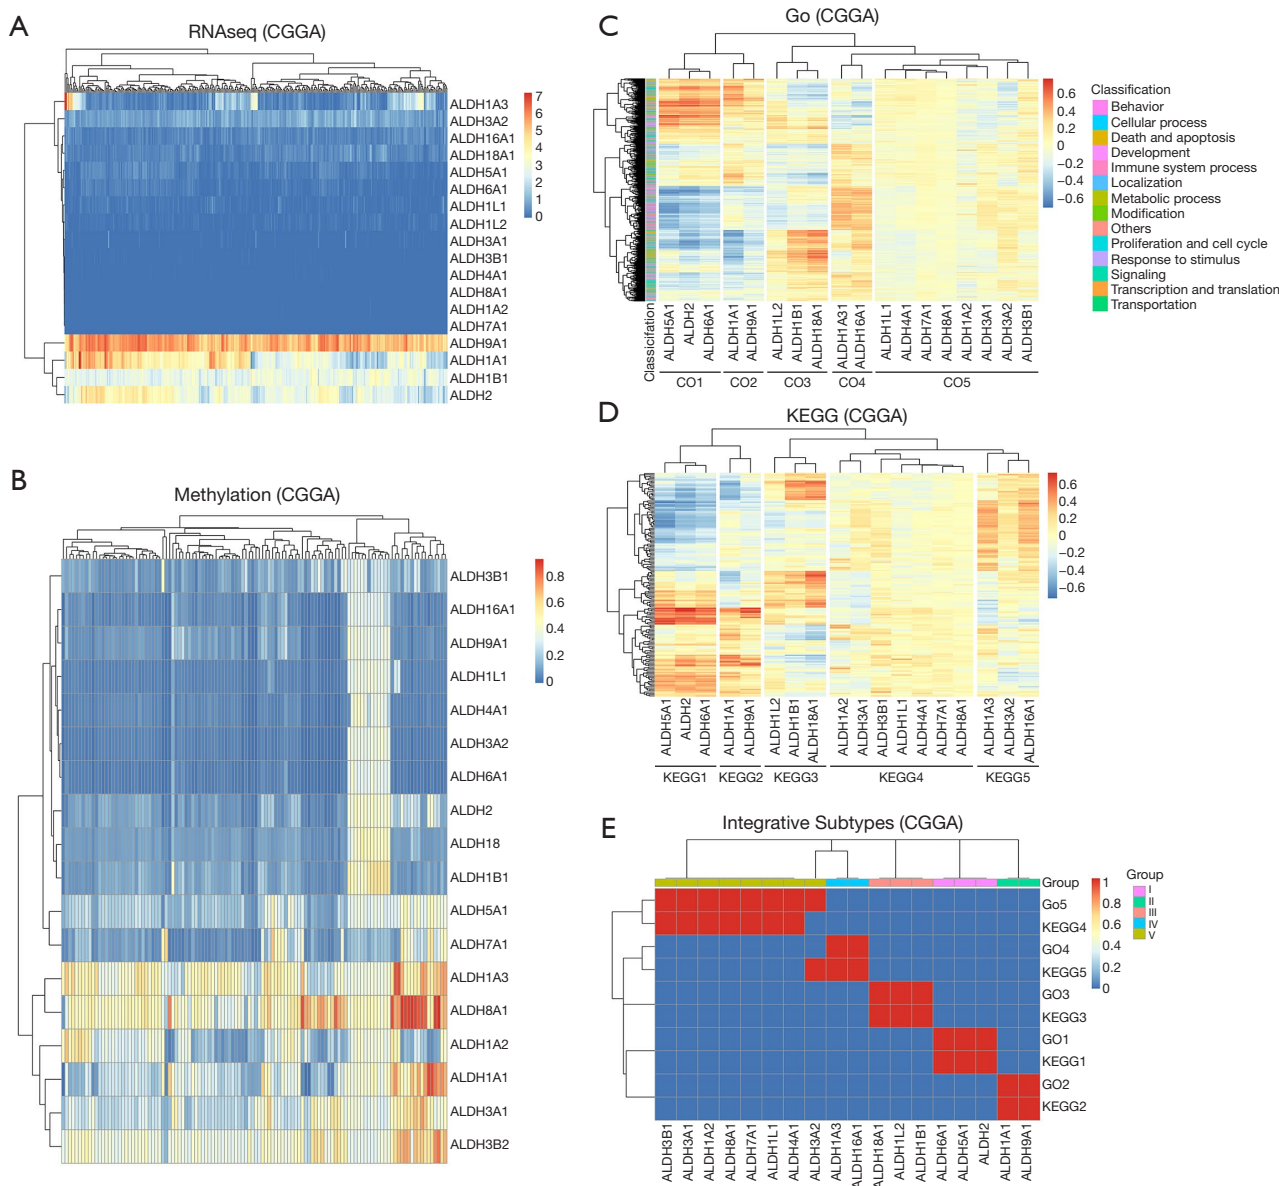 A
RNAseq (CGGA)
ALDH1A3
ALDH3A2
ALDH16A1
ALDH18A1
ALDH5A1
ALDH6A1
ALDH1L1
ALDH1L2
ALDH3A1
ALDH3B1
ALDH4A1
ALDH8A1
ALDH1A2
ALDH7A1
ALDH9A1
ALDH1A1
ALDH1B1
ALDH2
7
6
5
4
3
2
1
0
B
Methylation (CGGA)
ALDH3B1
ALDH16A1
ALDH9A1
ALDH1L1
ALDH4A1
ALDH3A2
ALDH6A1
ALDH2
ALDH18
ALDH1B1
ALDH5A1
ALDH7A1
ALDH1A3
ALDH8A1
ALDH1A2
ALDH1A1
ALDH3A1
ALDH3B2
0.8
0.6
0.4
0.2
0
C
Go (CGGA)
0.6
0.4
0.2
0
−0.2
−0.4
−0.6
Classification
Behavior
Cellular process
Death and apoptosis
Development
Immune system process
Localization
Metabolic process
Modification
Others
Proliferation and cell cycle
Response to stimulus
Signaling
Transcription and translation
Transportation
Classicifitation
ALDH5A1
ALDH2
ALDH6A1
ALDH1A1
ALDH9A1
ALDH1L2
ALDH1B1
ALDH18A1
ALDH1A31
ALDH16A1
ALDH1L1
ALDH4A1
ALDH7A1
ALDH8A1
ALDH1A2
ALDH3A1
ALDH3A2
ALDH3B1
CO1
CO2
CO3
CO4
CO5
D
KEGG (CGGA)
0.6
0.4
0.2
0
−0.2
−0.4
−0.6
ALDH5A1
ALDH2
ALDH6A1
ALDH1A1
ALDH9A1
ALDH1L2
ALDH1B1
ALDH18A1
ALDH1A2
ALDH3A1
ALDH3B1
ALDH1L1
ALDH4A1
ALDH7A1
ALDH8A1
ALDH1A3
ALDH3A2
ALDH16A1
KEGG1
KEGG2
KEGG3
KEGG4
KEGG5
E
Integrative Subtypes (CGGA)
Group
Go5
KEGG4
GO4
KEGG5
GO3
KEGG3
GO1
KEGG1
GO2
KEGG2
1
0.8
0.6
0.4
0.2
0
Group
I
II
III
IV
V
ALDH3B1
ALDH3A1
ALDH1A2
ALDH8A1
ALDH7A1
ALDH1L1
ALDH4A1
ALDH3A2
ALDH1A3
ALDH16A1
ALDH18A1
ALDH1L2
ALDH1B1
ALDH6A1
ALDH5A1
ALDH2
ALDH1A1
ALDH9A1